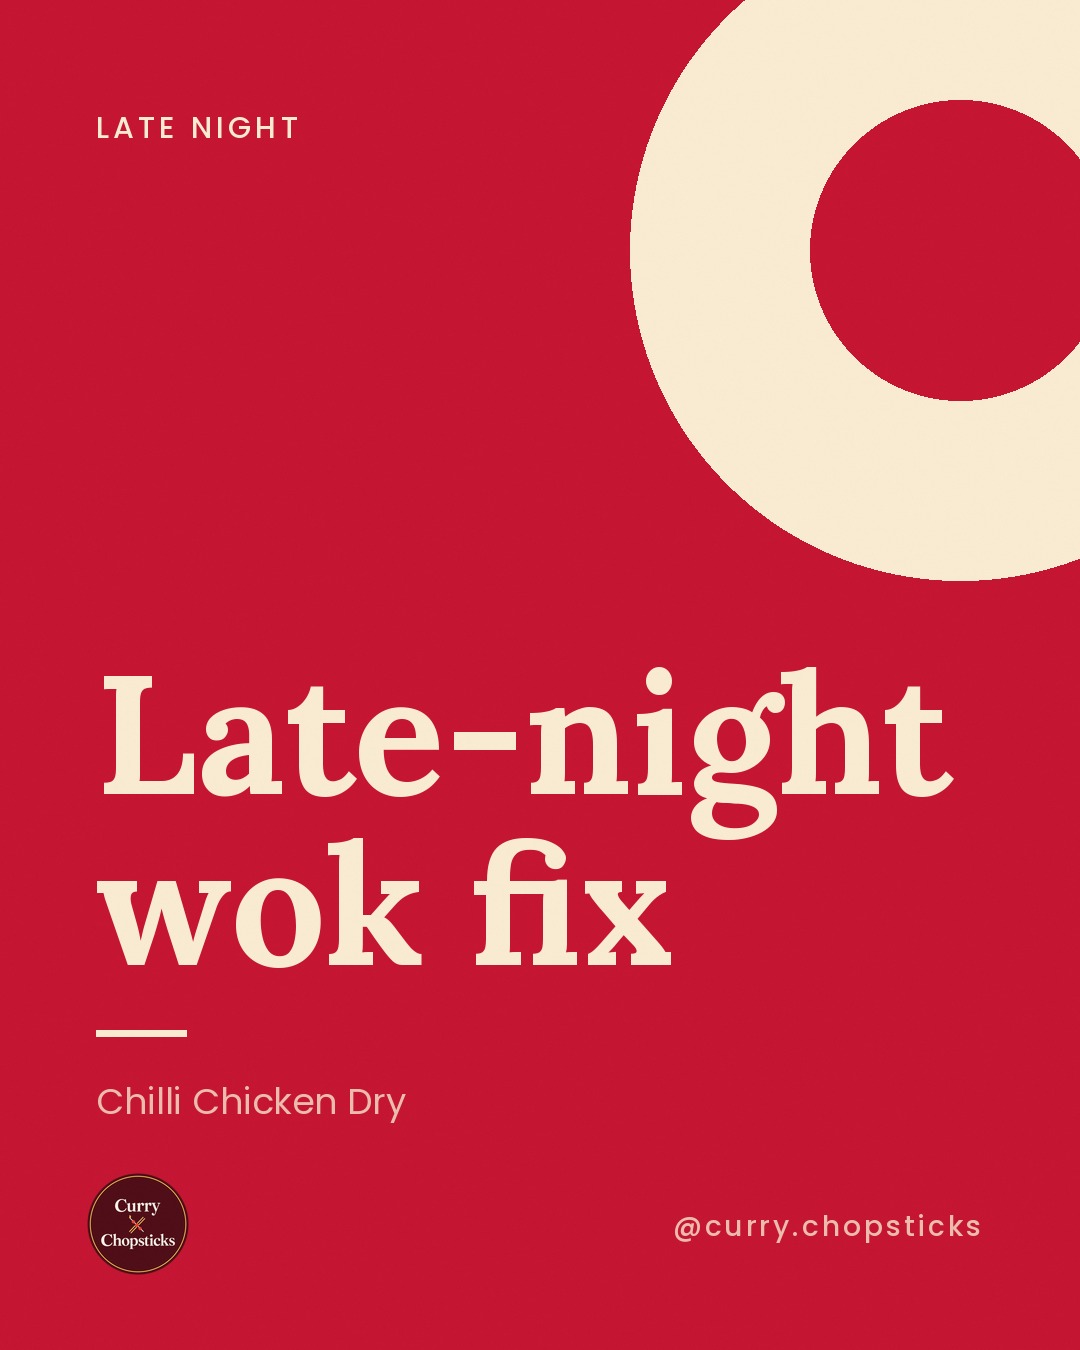 LATE NIGHT
Late-night
wok fix
Chilli Chicken Dry
Curry
Chopsticks
@curry.chopsticks